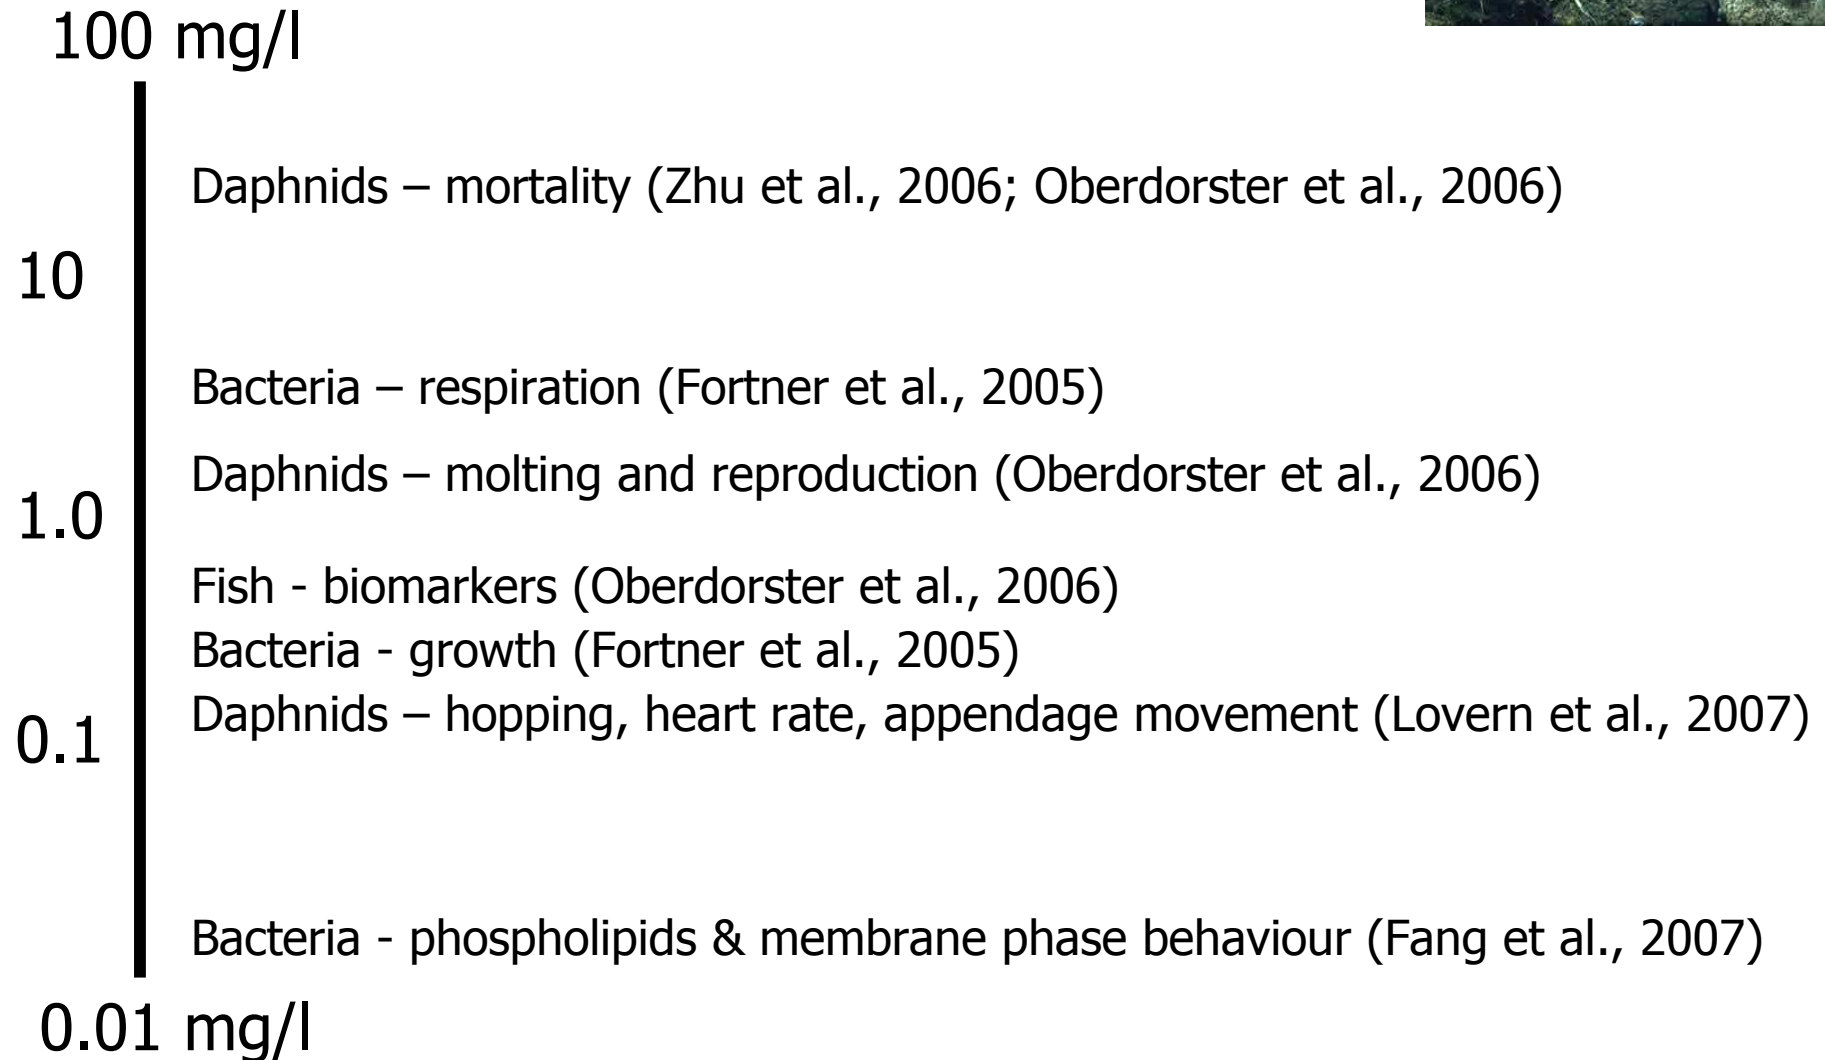 100 mg/l
Daphnids – mortality (Zhu et al., 2006; Oberdorster et al., 2006)
10
Bacteria – respiration (Fortner et al., 2005)
Daphnids – molting and reproduction (Oberdorster et al., 2006)
1.0
Fish - biomarkers (Oberdorster et al., 2006)
Bacteria - growth (Fortner et al., 2005)
Daphnids – hopping, heart rate, appendage movement (Lovern et al., 2007)
0.1
Bacteria - phospholipids & membrane phase behaviour (Fang et al., 2007)
0.01 mg/l